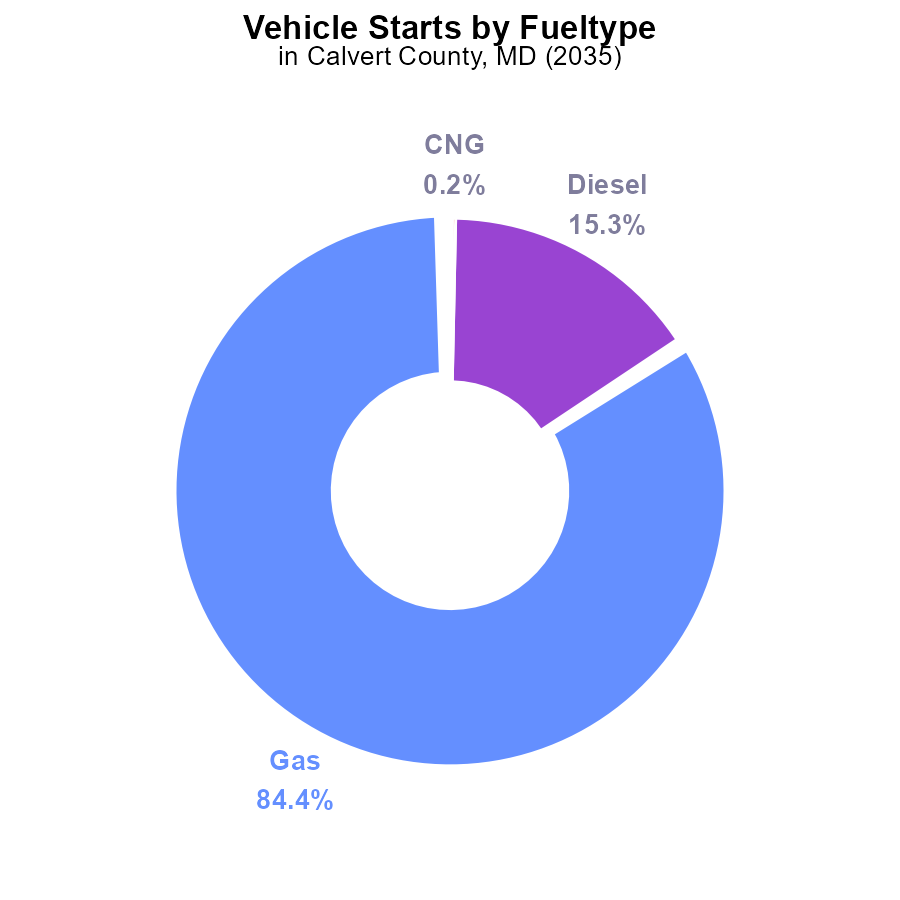 Vehicle Starts by Fueltype
in Calvert County, MD (2035)
CNG
0.2%
Diesel
15.3%
Gas
84.4%